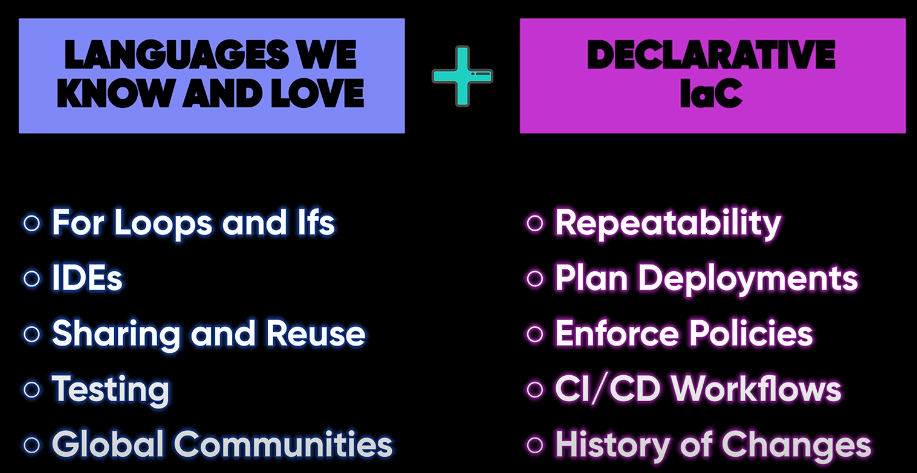 LANGUAGES WE
KNOW AND LOVE
+
DECLARATIVE
IaC
For Loops and Ifs
IDEs
Sharing and Reuse
Testing
Global Communities
Repeatability
Plan Deployments
Enforce Policies
CI/CD Workflows
History of Changes